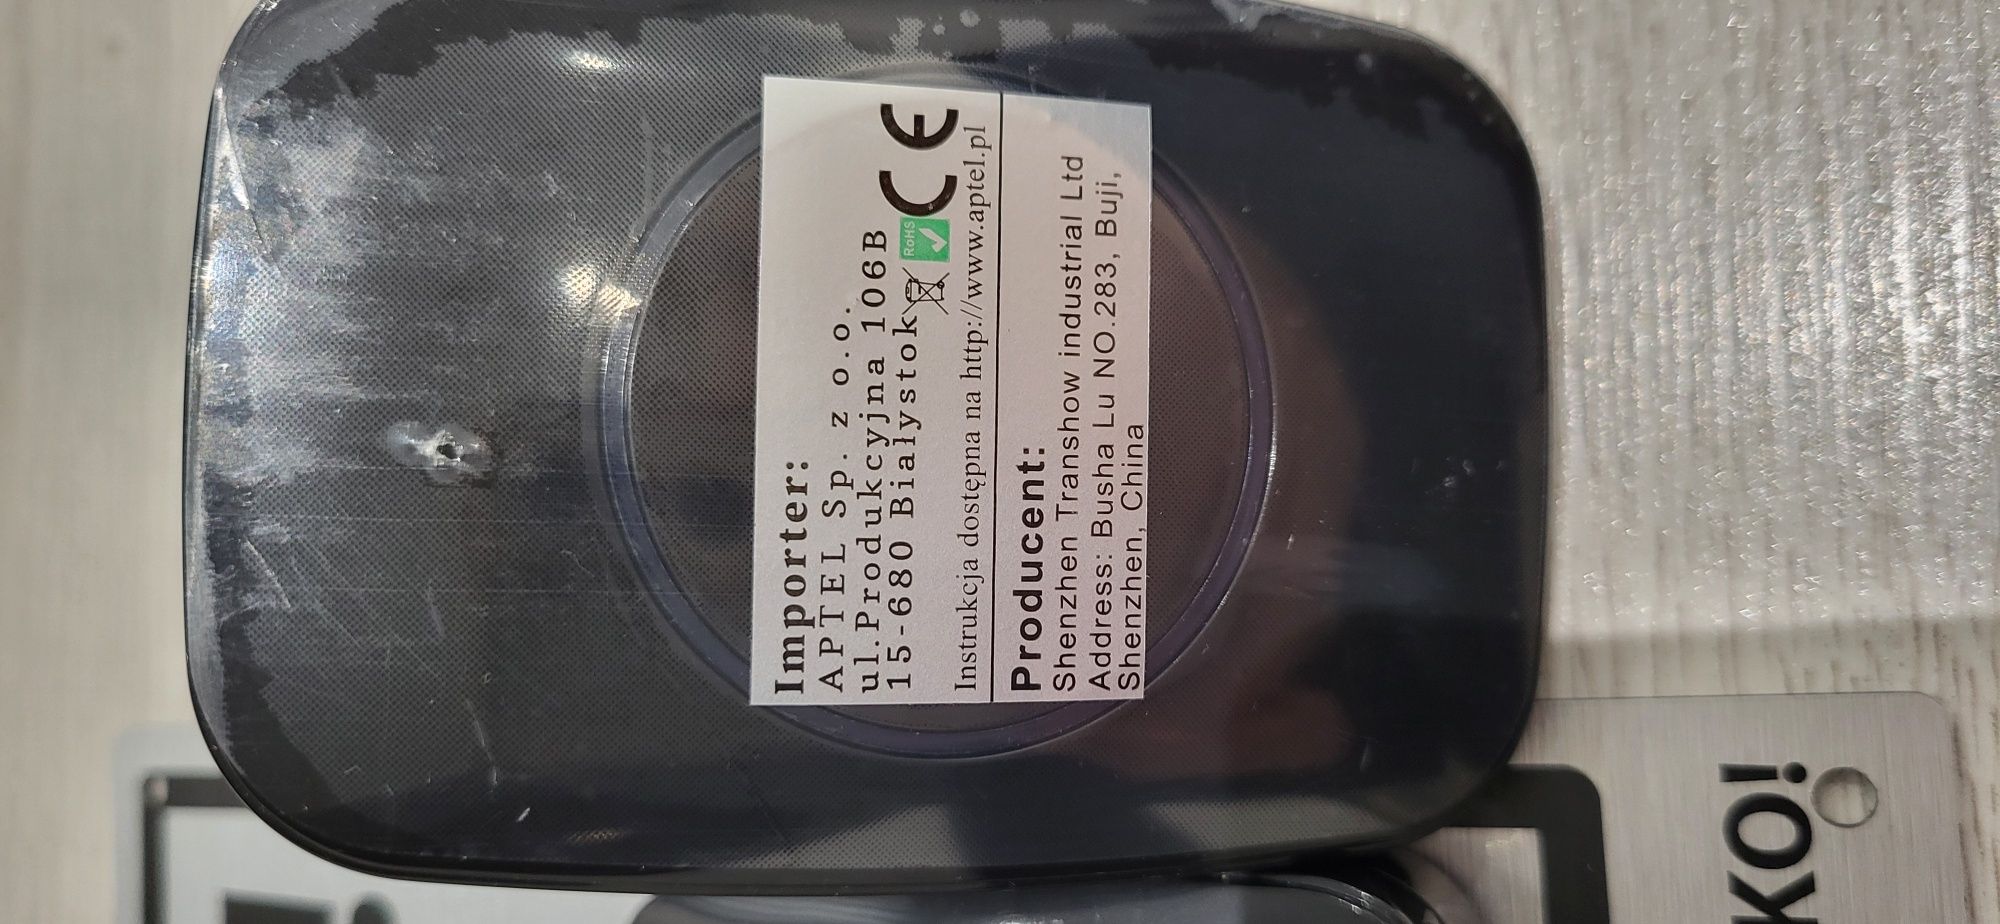 Importer:
APTEL Sp. z o.o.
ul.Produkcyjna 106B
15-680 Białystok
RoHS
CE
Instrukcja dostępna na http://www.aptel.pl
Producent:
Shenzhen Transhow industrial Ltd
Address: Busha Lu NO.283, Buji,
Shenzhen, China
KO!